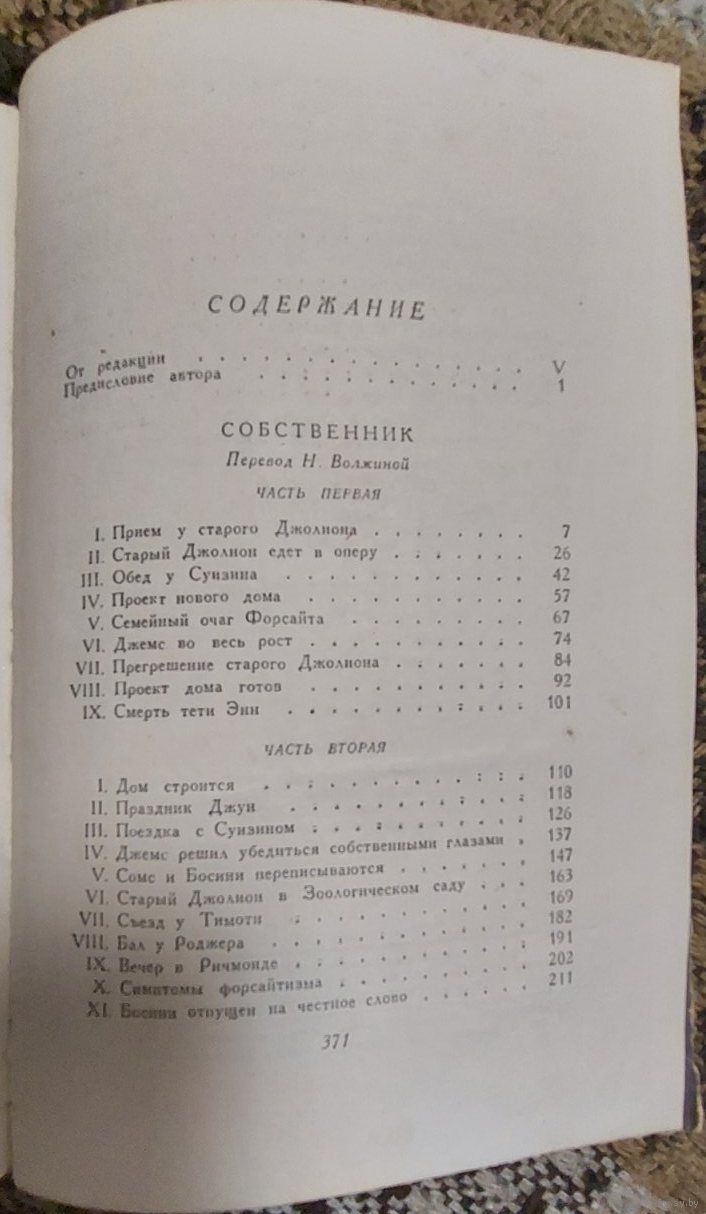 СОДЕРЖАНИЕ
От редакции . . . . . . . . . . . . . . . V
Предисловие автора . . . . . . . . . . . 1
СОБСТВЕННИК
Перевод Н. Волжиной
ЧАСТЬ ПЕРВАЯ
I. Прием у старого Джолиона . . . . . . . . 7
II. Старый Джолион едет в оперу . . . . . . 26
III. Обед у Суизина . . . . . . . . . . . 42
IV. Проект нового дома . . . . . . . . . . 57
V. Семейный очаг Форсайта . . . . . . . . 67
VI. Джемс во весь рост . . . . . . . . . . 74
VII. Прегрешение старого Джолиона . . . . . . 84
VIII. Проект дома готов . . . . . . . . . . 92
IX. Смерть тети Энн . . . . . . . . . . . 101
ЧАСТЬ ВТОРАЯ
I. Дом строится . . . . . . . . . . . . 110
II. Праздник Джун . . . . . . . . . . . 118
III. Поездка с Суизином . . . . . . . . . . 126
IV. Джемс решил убедиться собственными глазами . 137
V. Сомс и Босини переписываются . . . . . . 147
VI. Старый Джолион в Зоологическом саду . . . 163
VII. Съезд у Тимоти . . . . . . . . . . . 169
VIII. Бал у Роджера . . . . . . . . . . . . 182
IX. Вечер в Ричмонде . . . . . . . . . . . 191
X. Симптомы форсайтизма . . . . . . . . . 202
XI. Босини отпущен на честное слово . . . . . 211
371